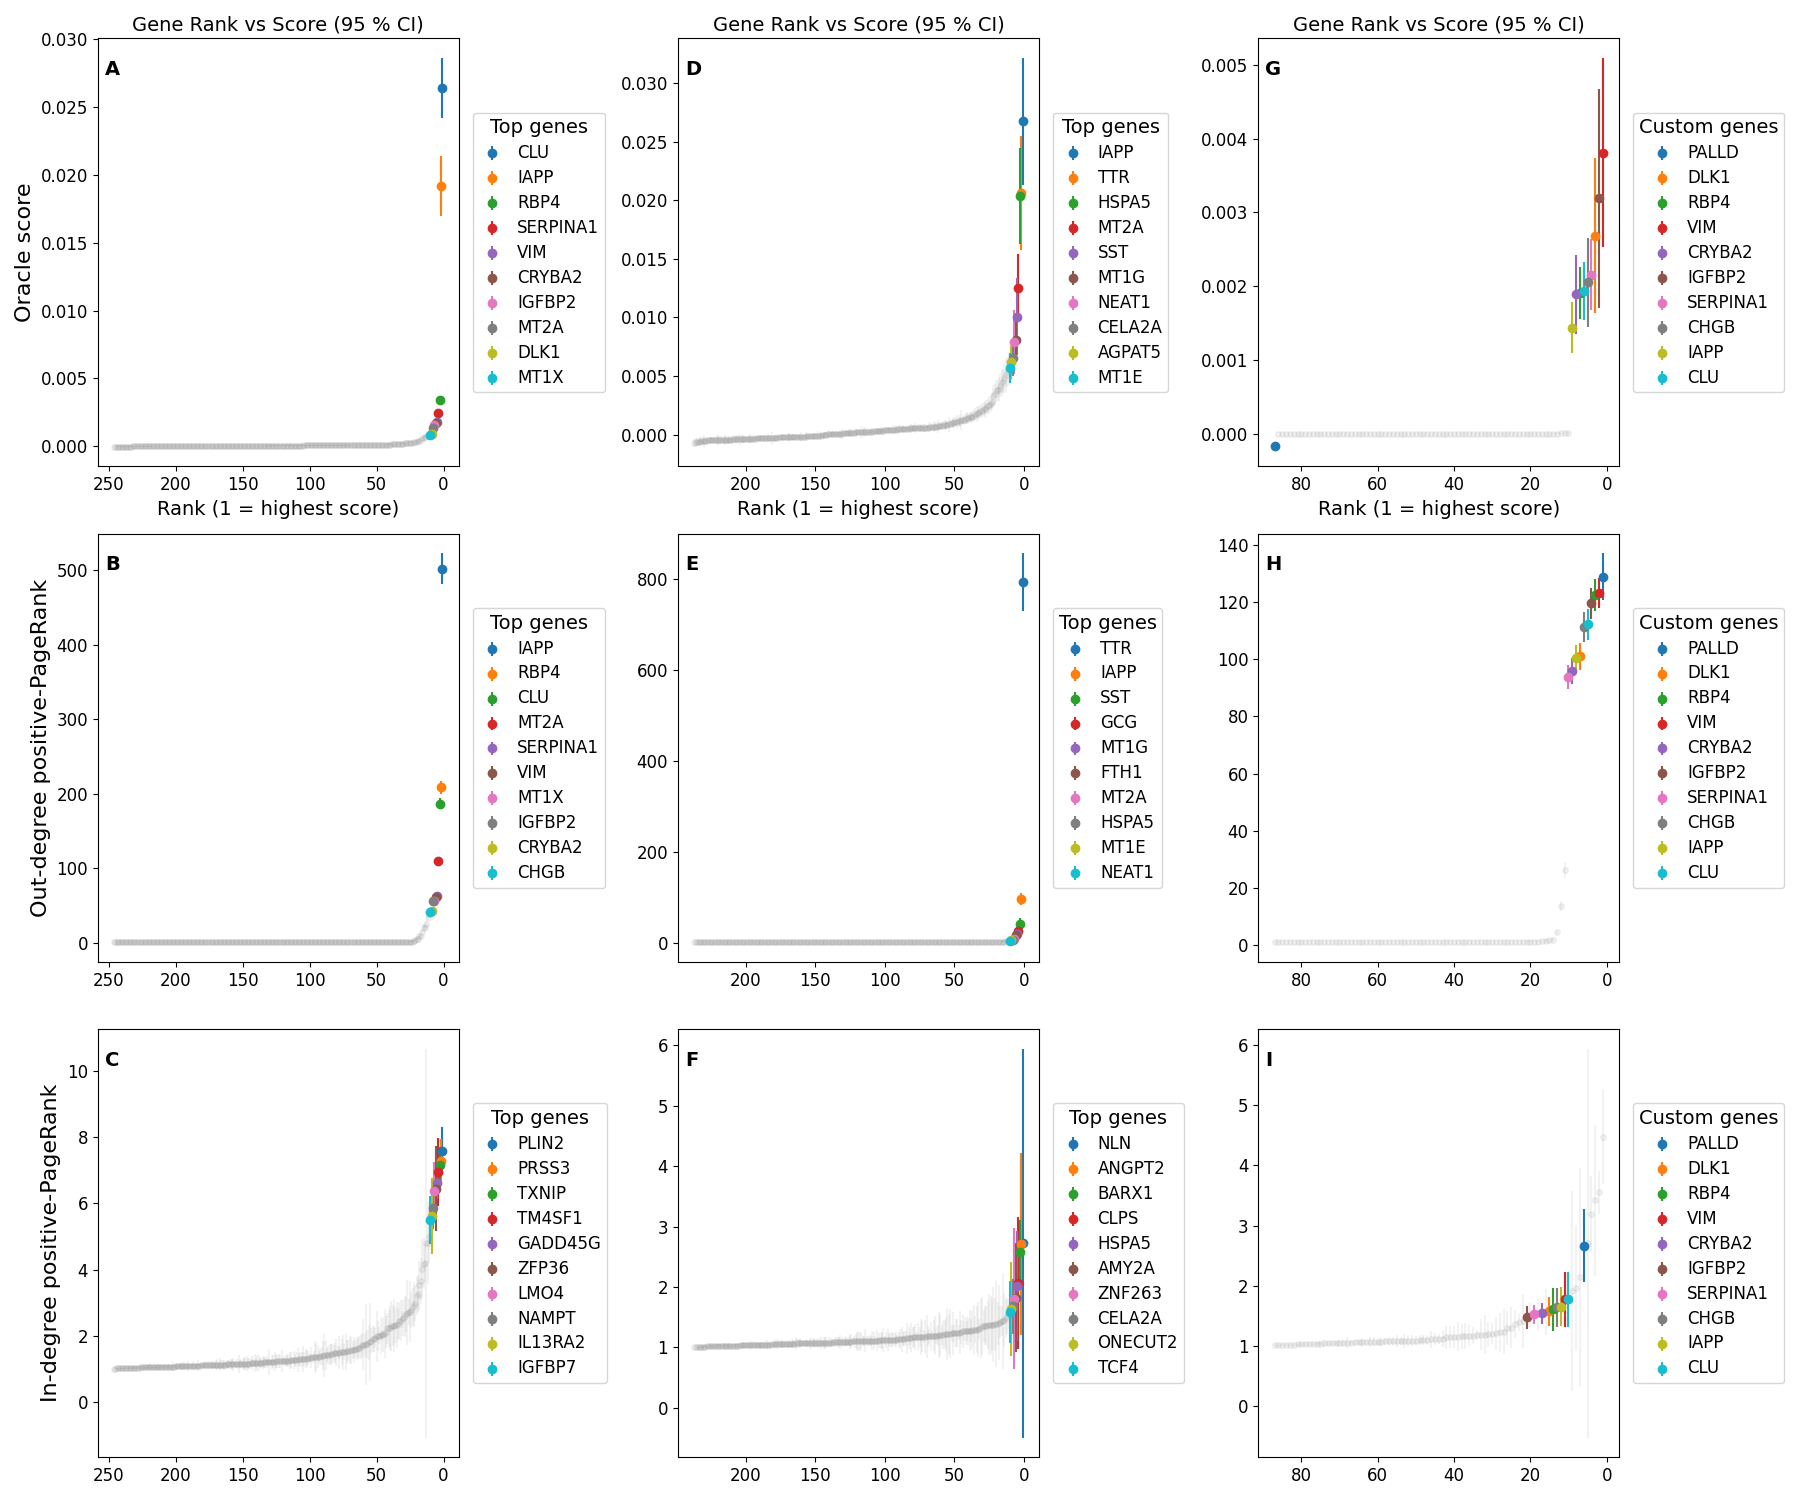 Gene Rank vs Score (95 % CI)
A
Oracle score
0.030
0.025
0.020
0.015
0.010
0.005
0.000
250 200 150 100 50 0
Rank (1 = highest score)
Top genes
CLU
IAPP
RBP4
SERPINA1
VIM
CRYBA2
IGFBP2
MT2A
DLK1
MT1X
Gene Rank vs Score (95 % CI)
D
0.030
0.025
0.020
0.015
0.010
0.005
0.000
200 150 100 50 0
Rank (1 = highest score)
Top genes
IAPP
TTR
HSPA5
MT2A
SST
MT1G
NEAT1
CELA2A
AGPAT5
MT1E
Gene Rank vs Score (95 % CI)
G
0.005
0.004
0.003
0.002
0.001
0.000
80 60 40 20 0
Rank (1 = highest score)
Custom genes
PALLD
DLK1
RBP4
VIM
CRYBA2
IGFBP2
SERPINA1
CHGB
IAPP
CLU
B
Out-degree positive-PageRank
500
400
300
200
100
0
250 200 150 100 50 0
Top genes
IAPP
RBP4
CLU
MT2A
SERPINA1
VIM
MT1X
IGFBP2
CRYBA2
CHGB
E
800
600
400
200
0
200 150 100 50 0
Top genes
TTR
IAPP
SST
GCG
MT1G
FTH1
MT2A
HSPA5
MT1E
NEAT1
H
140
120
100
80
60
40
20
0
80 60 40 20 0
Custom genes
PALLD
DLK1
RBP4
VIM
CRYBA2
IGFBP2
SERPINA1
CHGB
IAPP
CLU
C
In-degree positive-PageRank
10
8
6
4
2
0
250 200 150 100 50 0
Top genes
PLIN2
PRSS3
TXNIP
TM4SF1
GADD45G
ZFP36
LMO4
NAMPT
IL13RA2
IGFBP7
F
6
5
4
3
2
1
0
200 150 100 50 0
Top genes
NLN
ANGPT2
BARX1
CLPS
HSPA5
AMY2A
ZNF263
CELA2A
ONECUT2
TCF4
I
6
5
4
3
2
1
0
80 60 40 20 0
Custom genes
PALLD
DLK1
RBP4
VIM
CRYBA2
IGFBP2
SERPINA1
CHGB
IAPP
CLU